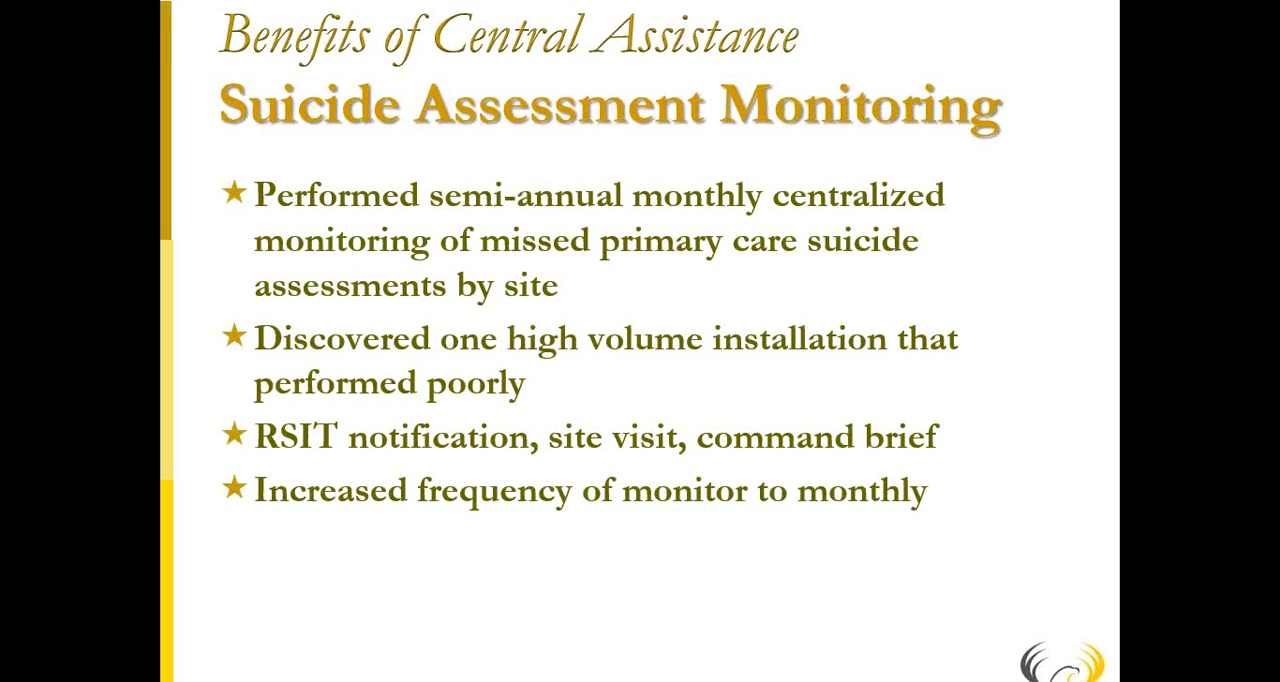 Benefits of Central Assistance
Suicide Assessment Monitoring
Performed semi-annual monthly centralized
monitoring of missed primary care suicide
assessments by site
Discovered one high volume installation that
performed poorly
RSIT notification, site visit, command brief
Increased frequency of monitor to monthly